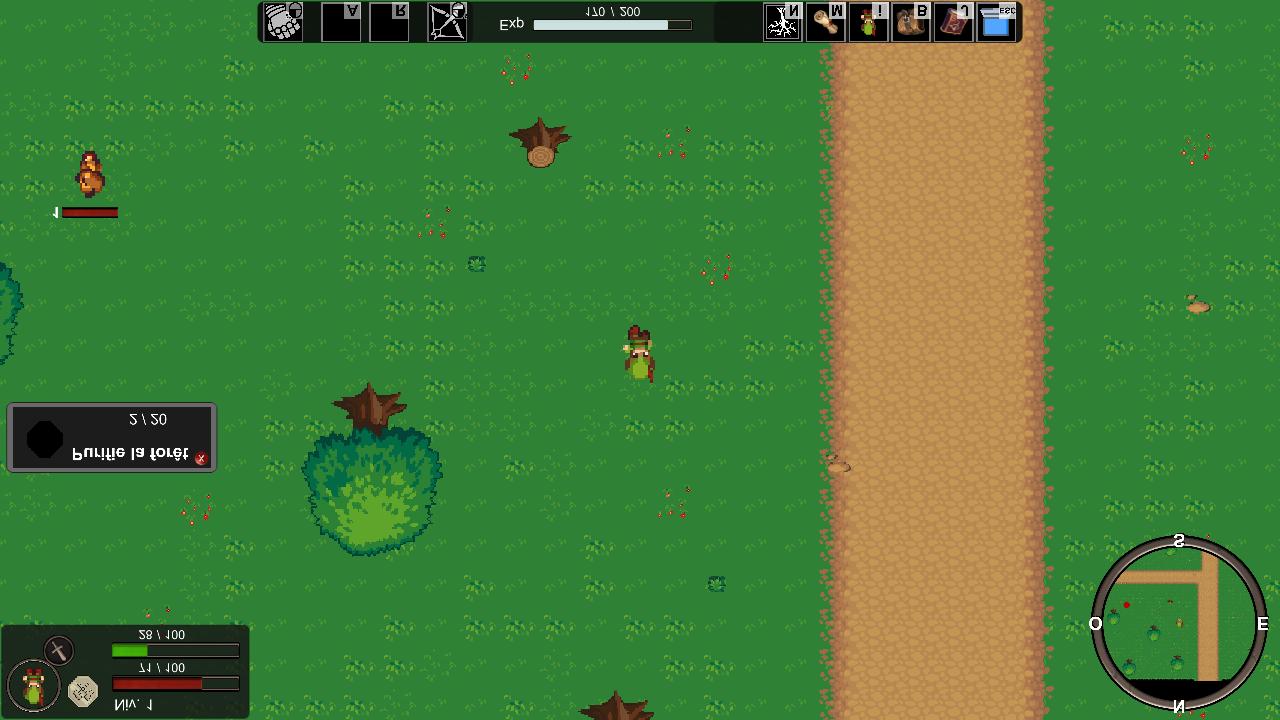 Niv. 1
71 / 100
28 / 100
N
O E
S
Purifie la forêt
2 / 20
1
A R Exp 170 / 200 N M I B J ESC